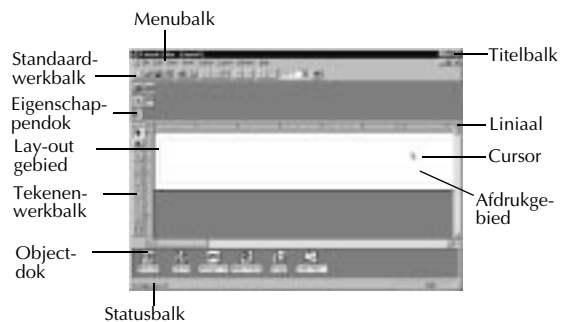 Menubalk
Titelbalk
Standaard-
werkbalk
Eigenschap-
pendok
Liniaal
Lay-out
gebied
Cursor
Tekenen-
werkbalk
Afdrukge-
bied
Object-
dok
Statusbalk